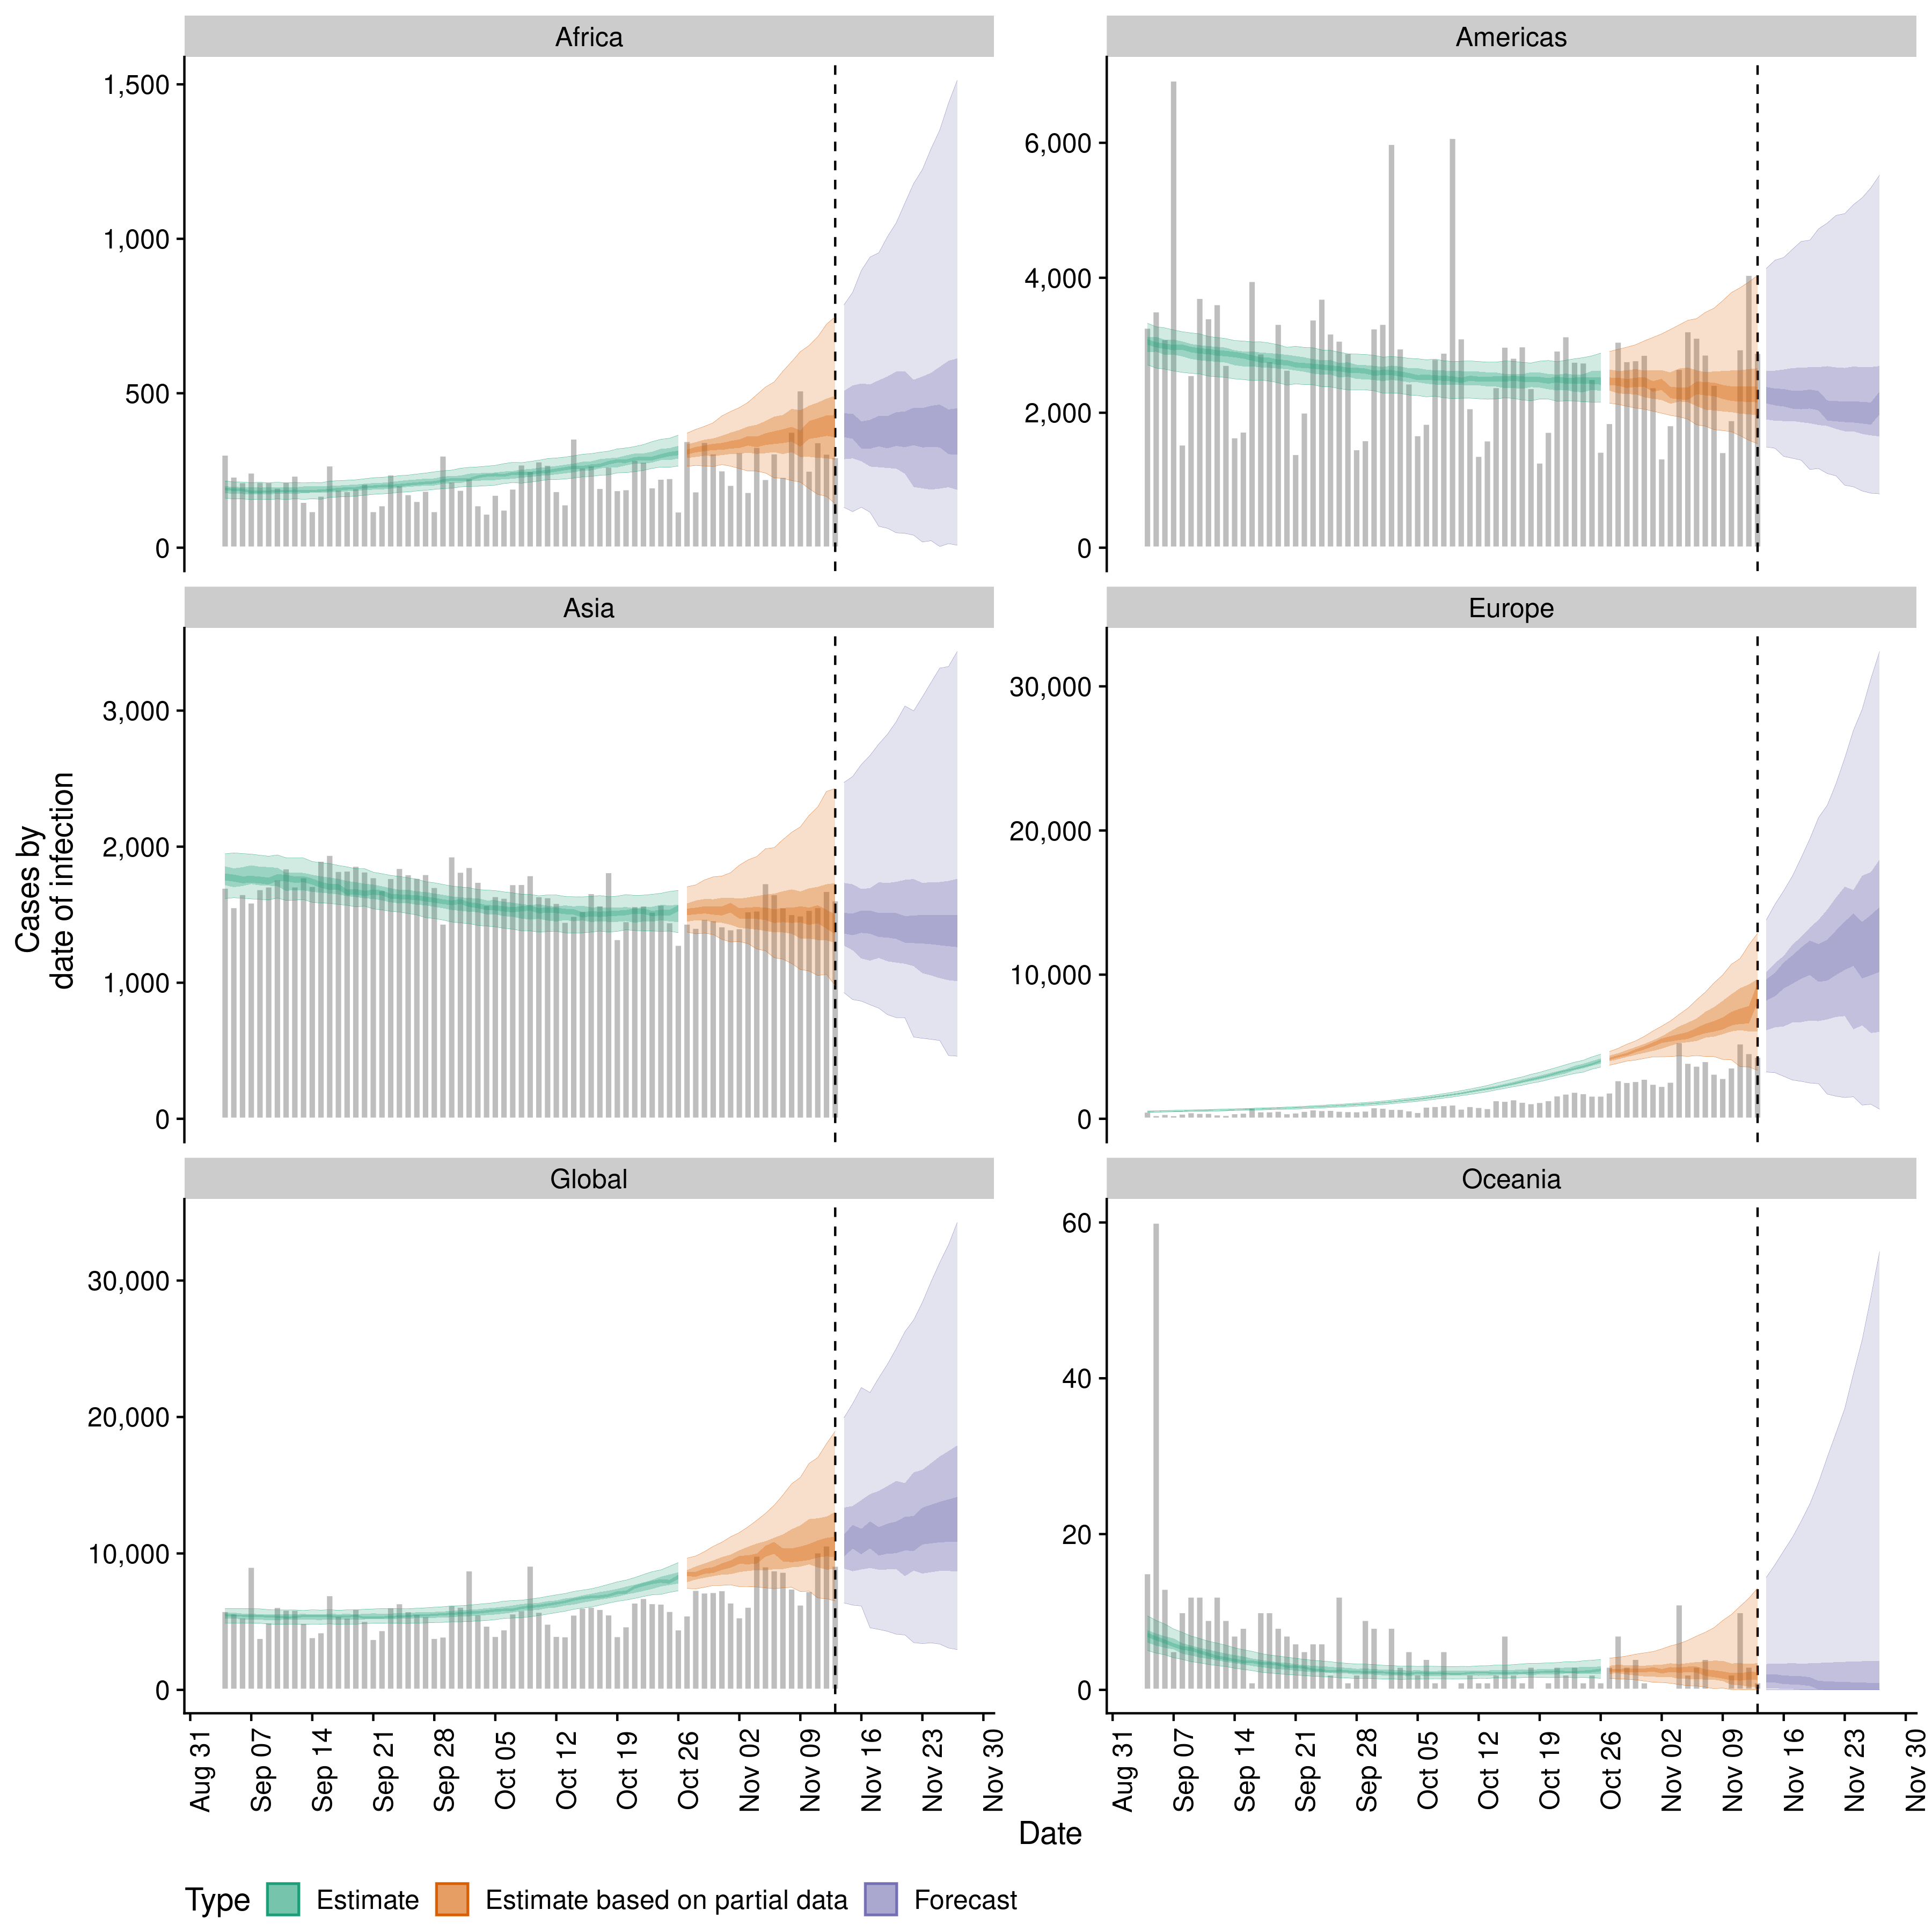 Africa
Americas
1,500
1,000
500
0
6,000
4,000
2,000
0
Asia
Europe
Cases by
date of infection
3,000
2,000
1,000
0
30,000
20,000
10,000
0
Global
Oceania
30,000
20,000
10,000
0
60
40
20
0
Aug 31
Sep 07
Sep 14
Sep 21
Sep 28
Oct 05
Oct 12
Oct 19
Oct 26
Nov 02
Nov 09
Nov 16
Nov 23
Nov 30
Aug 31
Sep 07
Sep 14
Sep 21
Sep 28
Oct 05
Oct 12
Oct 19
Oct 26
Nov 02
Nov 09
Nov 16
Nov 23
Nov 30
Date
Type Estimate Estimate based on partial data Forecast